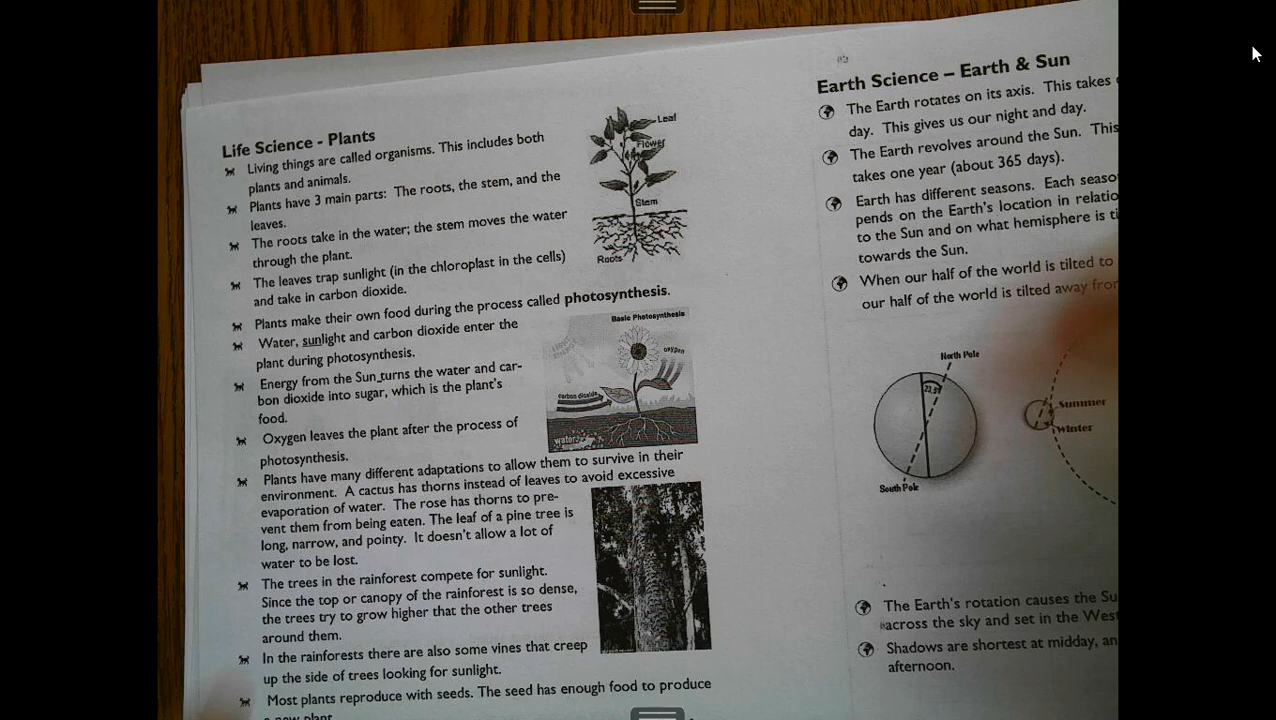 Life Science - Plants
Living things are called organisms. This includes both
plants and animals.
Plants have 3 main parts: The roots, the stem, and the
leaves.
The roots take in the water; the stem moves the water
through the plant.
The leaves trap sunlight (in the chloroplast in the cells)
and take in carbon dioxide.
Plants make their own food during the process called photosynthesis.
Water, sunlight and carbon dioxide enter the
plant during photosynthesis.
Energy from the Sun turns the water and car-
bon dioxide into sugar, which is the plant's
food.
Oxygen leaves the plant after the process of
photosynthesis.
Plants have many different adaptations to allow them to survive in their
environment. A cactus has thorns instead of leaves to avoid excessive
evaporation of water. The rose has thorns to pre-
vent them from being eaten. The leaf of a pine tree is
long, narrow, and pointy. It doesn't allow a lot of
water to be lost.
The trees in the rainforest compete for sunlight.
Since the top or canopy of the rainforest is so dense,
the trees try to grow higher that the other trees
around them.
In the rainforests there are also some vines that creep
up the side of trees looking for sunlight.
Most plants reproduce with seeds. The seed has enough food to produce
a new plant
Leaf
Flower
Stem
Roots
Basic Photosynthesis
oxygen
carbon dioxide
water
Earth Science – Earth & Sun
The Earth rotates on its axis. This takes
day. This gives us our night and day.
The Earth revolves around the Sun. This
takes one year (about 365 days).
Earth has different seasons. Each seaso
pends on the Earth's location in relatio
to the Sun and on what hemisphere is ti
towards the Sun.
When our half of the world is tilted to
our half of the world is tilted away from
North Pole
23.5°
South Pole
Summer
Winter
The Earth's rotation causes the Su
across the sky and set in the West
Shadows are shortest at midday, an
afternoon.